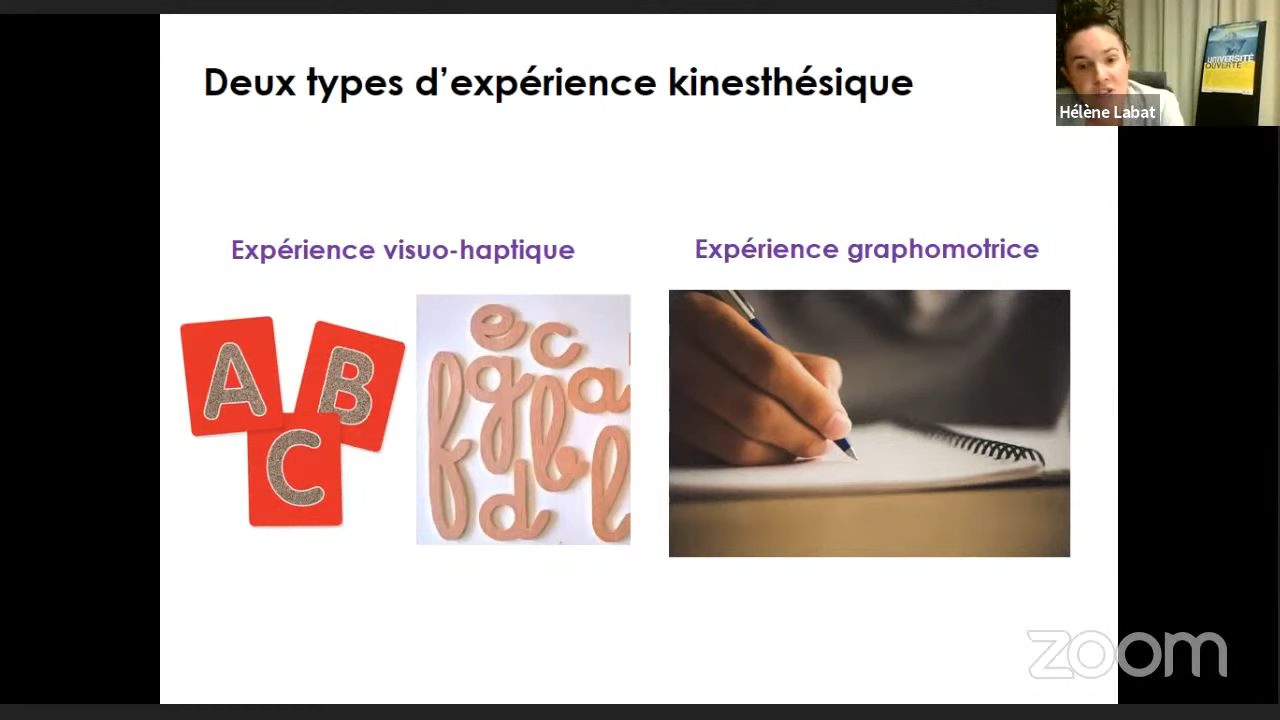 Deux types d'expérience kinesthésique
UNIVERSITÉ
OUVERTE
Hélène Labat
Expérience visuo-haptique
Expérience graphomotrice
A
B
C
e c
f g b a
d l
zoom